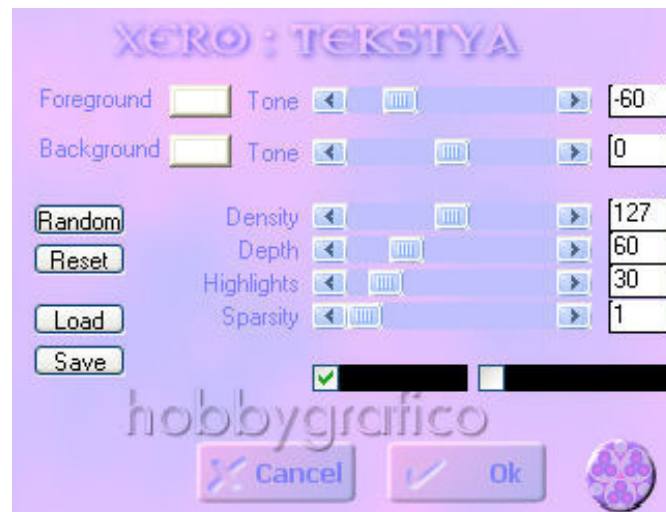 XERO : TEKSTYA
Foreground Tone -60
Background Tone 0
Random Density 127
Reset Depth 60
Highlights 30
Load Sparsity 1
Save
hobbygrafico
Cancel Ok